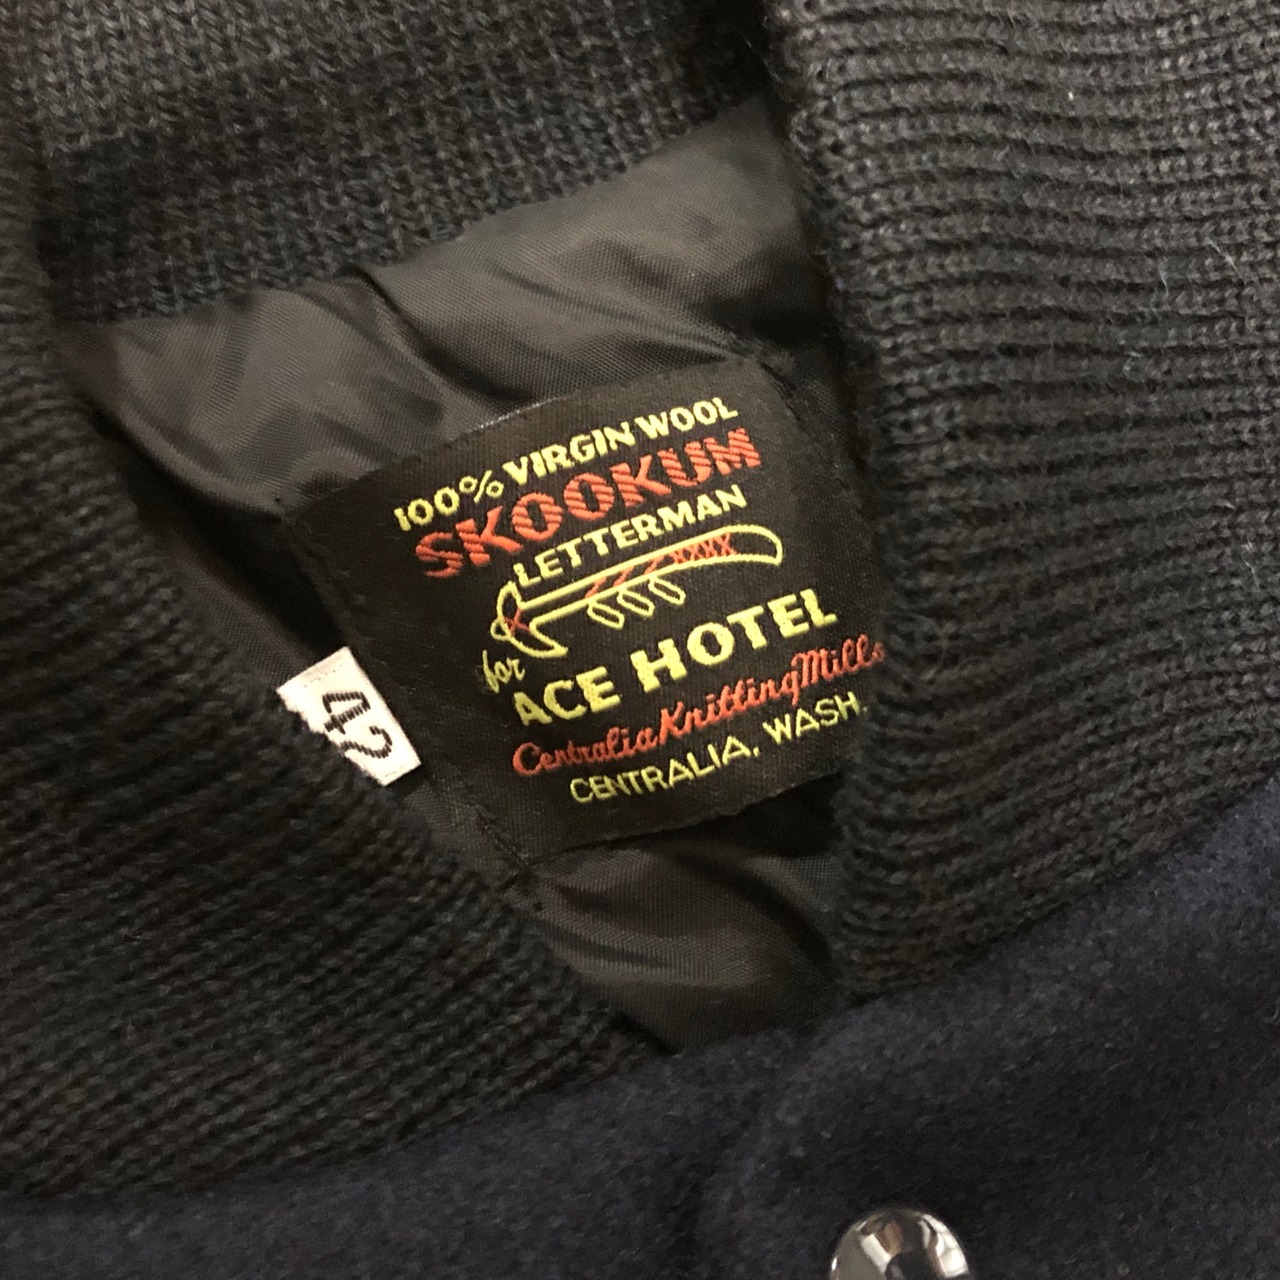 100% VIRGIN WOOL
SKOOKUM
LETTERMAN
for
ACE HOTEL
Centralia Knitting Mills
CENTRALIA, WASH.
42